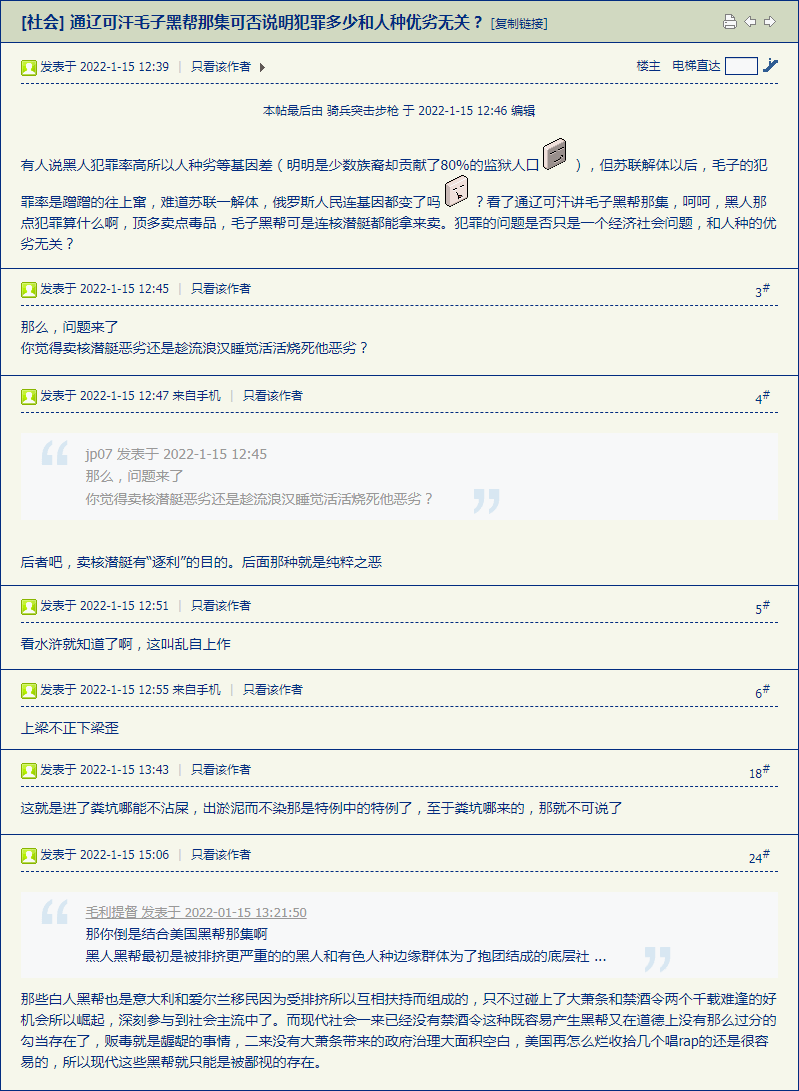 [社会] 通辽可汗毛子黑帮那集可否说明犯罪多少和人种优劣无关？ [复制链接]
发表于 2022-1-15 12:39 | 只看该作者 楼主 电梯直达
本帖最后由 骑兵突击步枪 于 2022-1-15 12:46 编辑
有人说黑人犯罪率高所以人种劣等基因差（明明是少数族裔却贡献了80%的监狱人口），但苏联解体以后，毛子的犯
罪率是蹭蹭的往上窜，难道苏联一解体，俄罗斯人民连基因都变了吗？看了通辽可汗讲毛子黑帮那集，呵呵，黑人那
点犯罪算什么啊，顶多卖点毒品，毛子黑帮可是连核潜艇都能拿来卖。犯罪的问题是否只是一个经济社会问题，和人种的优
劣无关？
发表于 2022-1-15 12:45 | 只看该作者 3#
那么，问题来了
你觉得卖核潜艇恶劣还是趁流浪汉睡觉活活烧死他恶劣？
发表于 2022-1-15 12:47 来自手机 | 只看该作者 4#
jp07 发表于 2022-1-15 12:45
那么，问题来了
你觉得卖核潜艇恶劣还是趁流浪汉睡觉活活烧死他恶劣？
后者吧，卖核潜艇有“逐利”的目的。后面那种就是纯粹之恶
发表于 2022-1-15 12:51 | 只看该作者 5#
看水浒就知道了啊，这叫乱自上作
发表于 2022-1-15 12:55 来自手机 | 只看该作者 6#
上梁不正下梁歪
发表于 2022-1-15 13:43 | 只看该作者 18#
这就是进了粪坑哪能不沾屎，出淤泥而不染那是特例中的特例了，至于粪坑哪来的，那就不可说了
发表于 2022-1-15 15:06 | 只看该作者 24#
毛利提督 发表于 2022-01-15 13:21:50
那你倒是结合美国黑帮那集啊
黑人黑帮最初是被排挤更严重的的黑人和有色人种边缘群体为了抱团结成的底层社 ...
那些白人黑帮也是意大利和爱尔兰移民因为受排挤所以互相扶持而组成的，只不过碰上了大萧条和禁酒令两个千载难逢的好
机会所以崛起，深刻参与到社会主流中了。而现代社会一来已经没有禁酒令这种既容易产生黑帮又在道德上没有那么过分的
勾当存在了，贩毒就是龌龊的事情，二来没有大萧条带来的政府治理大面积空白，美国再怎么烂收拾几个唱rap的还是很容
易的，所以现代这些黑帮就只能是被鄙视的存在。